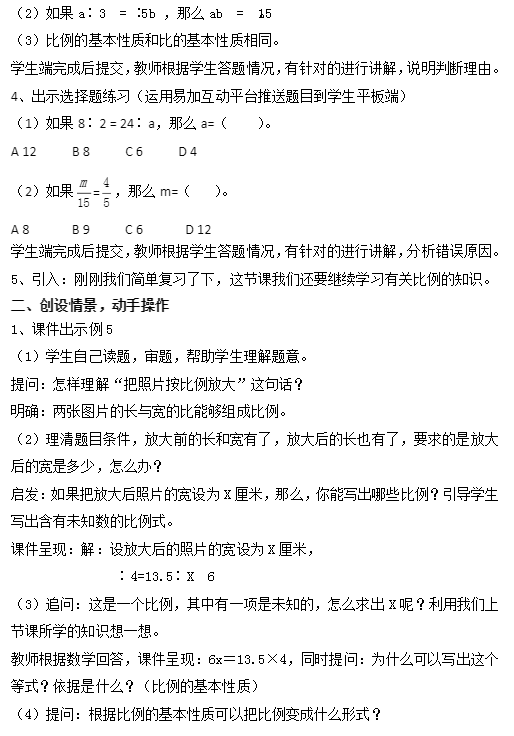 （2）如果 a∶3 = ∶5b ，那么 ab = 15
（3）比例的基本性质和比的基本性质相同。
学生端完成后提交，教师根据学生答题情况，有针对的进行讲解，说明判断理由。
4、出示选择题练习（运用易加互动平台推送题目到学生平板端）
（1）如果 8∶2＝24∶a，那么 a=（ ）。
A 12 B 8 C 6 D 4
（2）如果 m/15 = 4/5 ，那么 m=（ ）。
A 8 B 9 C 6 D 12
学生端完成后提交，教师根据学生答题情况，有针对的进行讲解，分析错误原因。
5、引入：刚刚我们简单复习了下，这节课我们还要继续学习有关比例的知识。
二、创设情景，动手操作
1、课件出示例 5
（1）学生自己读题，审题，帮助学生理解题意。
提问：怎样理解“把照片按比例放大”这句话？
明确：两张图片的长与宽的比能够组成比例。
（2）理清题目条件，放大前的长和宽有了，放大后的长也有了，要求的是放大
后的宽是多少，怎么办？
启发：如果把放大后照片的宽设为 X 厘米，那么，你能写出哪些比例？引导学生
写出含有未知数的比例式。
课件呈现：解：设放大后的照片的宽设为 X 厘米，
∶4=13.5∶X 6
（3）追问：这是一个比例，其中有一项是未知的，怎么求出 X 呢？利用我们上
节课所学的知识想一想。
教师根据数学回答，课件呈现：6x＝13.5×4，同时提问：为什么可以写出这个
等式？依据是什么？（比例的基本性质）
（4）提问：根据比例的基本性质可以把比例变成什么形式？